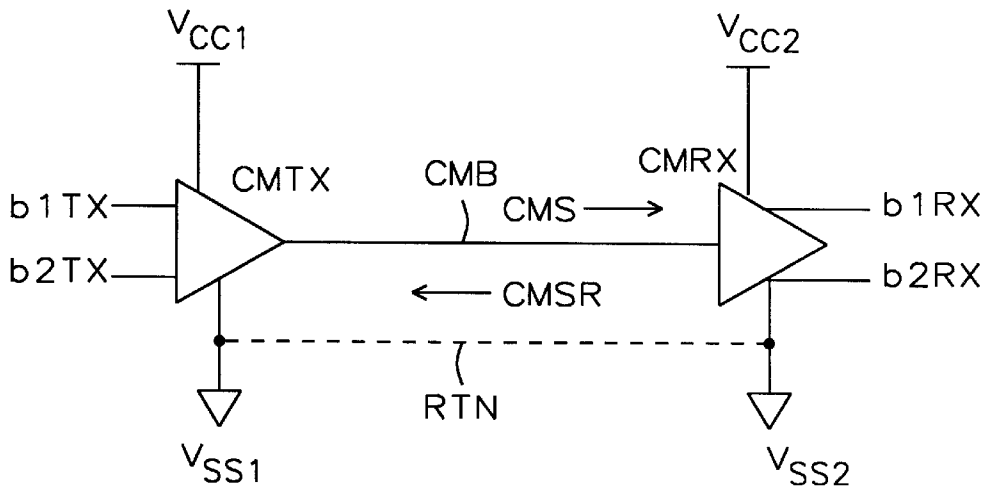 VCC1
VCC2
CMTX
CMB
CMRX
b1TX
CMS
b1RX
b2TX
b2RX
CMSR
RTN
VSS1
VSS2